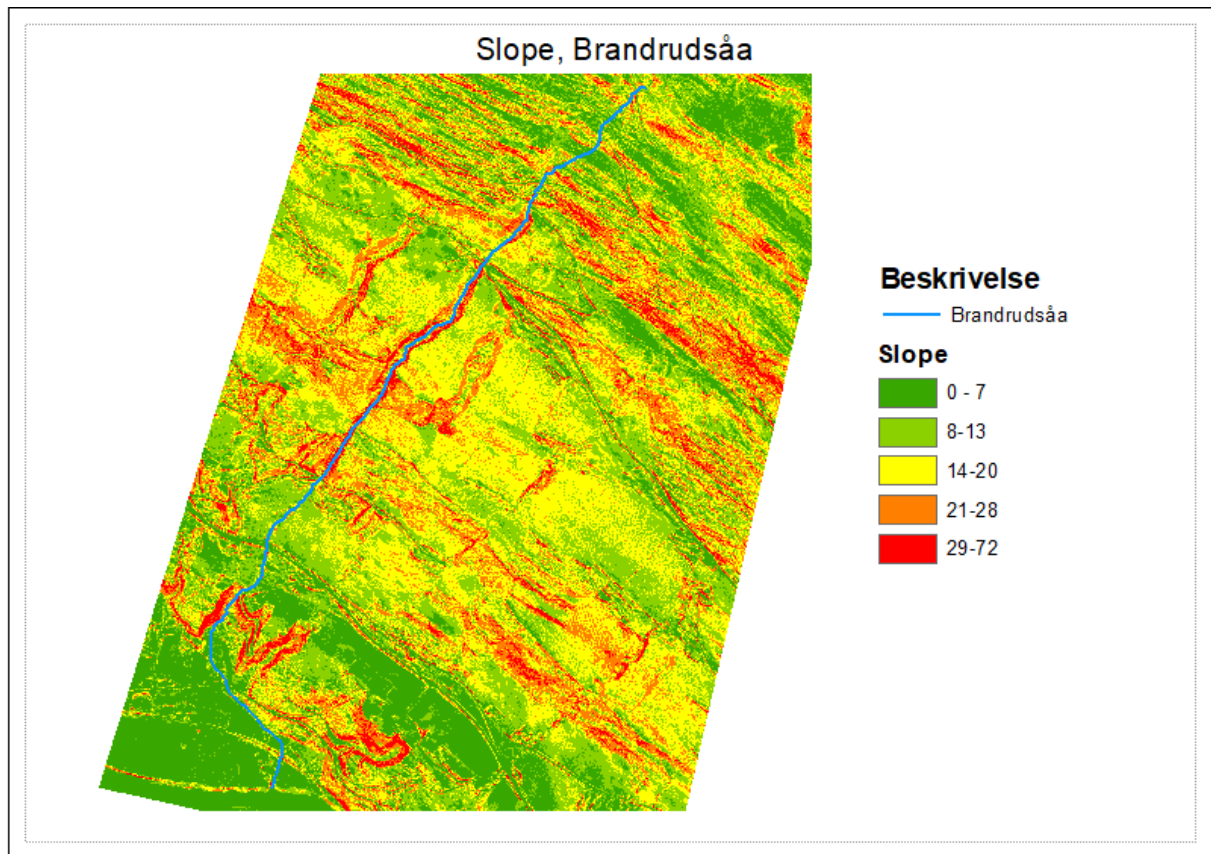 Slope, Brandrudsåa
Beskrivelse
Brandrudsåa
Slope
0 - 7
8-13
14-20
21-28
29-72